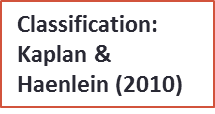 Classification:
Kaplan &
Haenlein (2010)